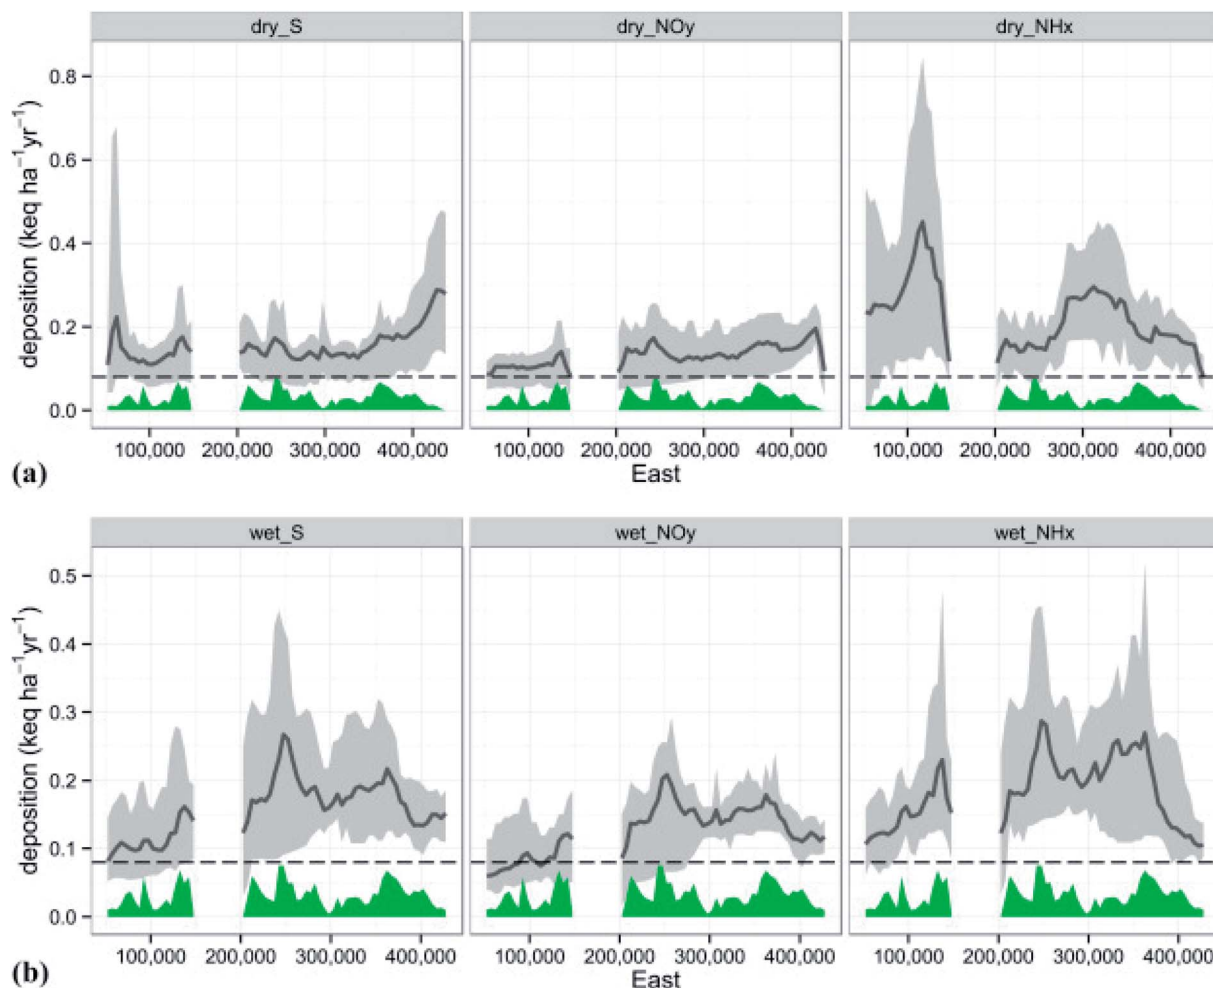 dry_S dry_NOy dry_NHx
deposition (keq ha⁻¹yr⁻¹)
0.8
0.6
0.4
0.2
0.0
100,000 200,000 300,000 400,000 100,000 200,000 300,000 400,000 100,000 200,000 300,000 400,000
(a) East
wet_S wet_NOy wet_NHx
deposition (keq ha⁻¹yr⁻¹)
0.5
0.4
0.3
0.2
0.1
0.0
100,000 200,000 300,000 400,000 100,000 200,000 300,000 400,000 100,000 200,000 300,000 400,000
(b) East